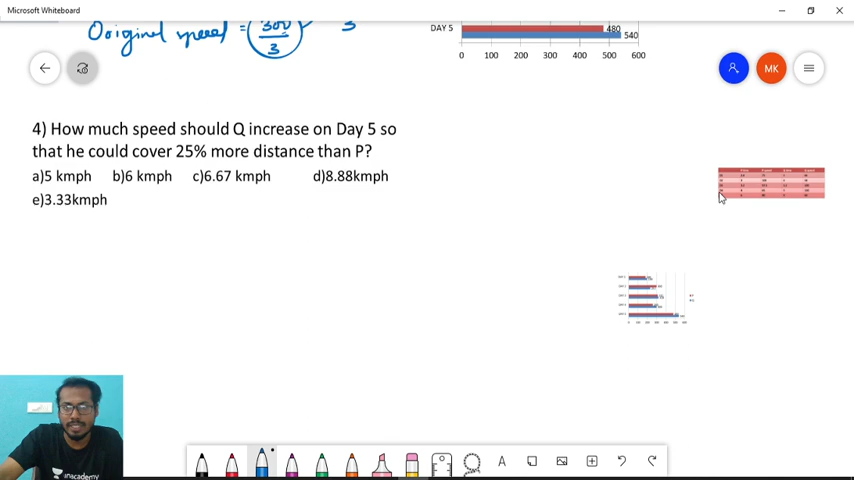 Microsoft Whiteboard
Original speed = 300/3
3
DAY 5
480
540
0 100 200 300 400 500 600
MK
4) How much speed should Q increase on Day 5 so
that he could cover 25% more distance than P?
a)5 kmph b)6 kmph c)6.67 kmph d)8.88kmph
e)3.33kmph
unacademy
A